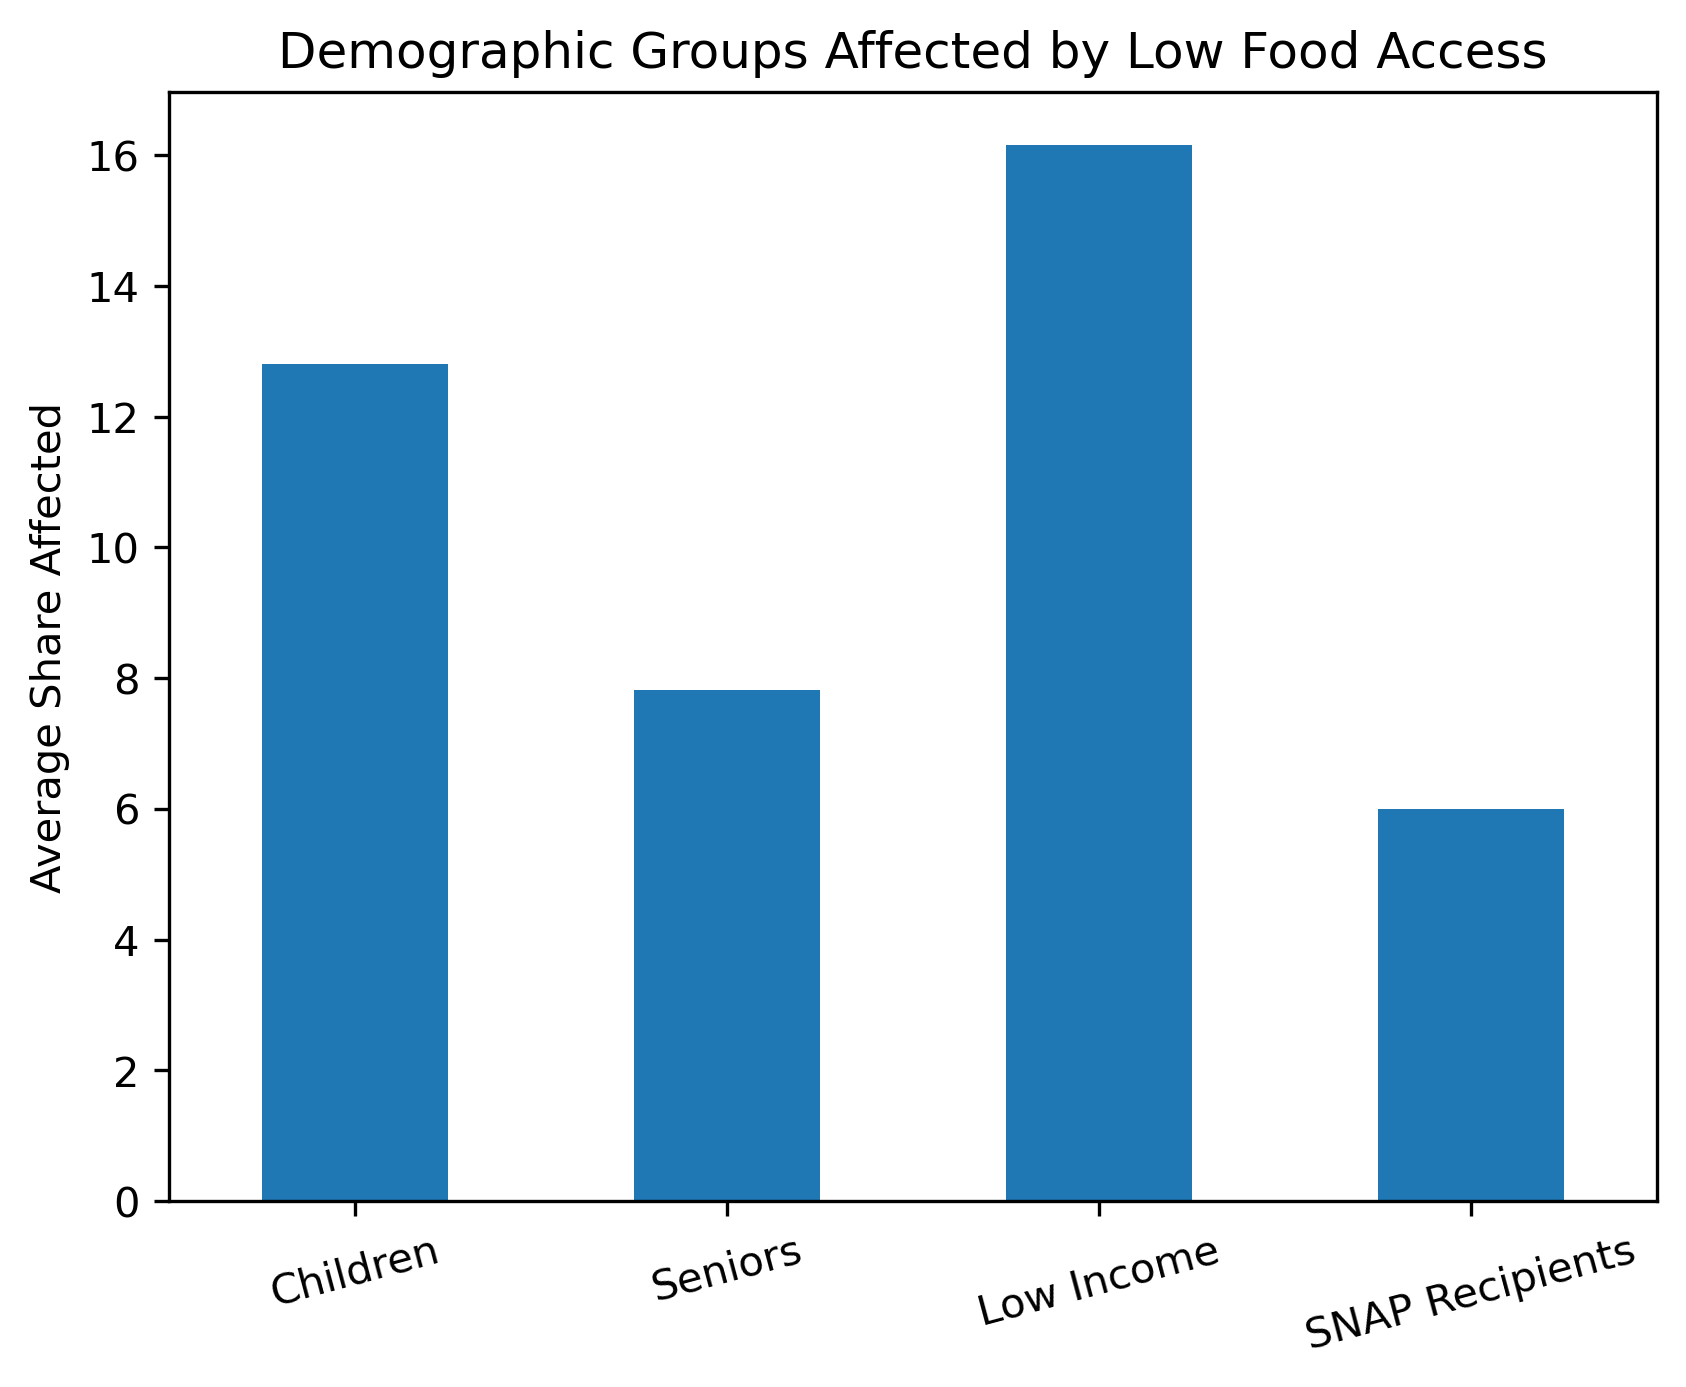 Demographic Groups Affected by Low Food Access
Average Share Affected
16
14
12
10
8
6
4
2
0
Children
Seniors
Low Income
SNAP Recipients